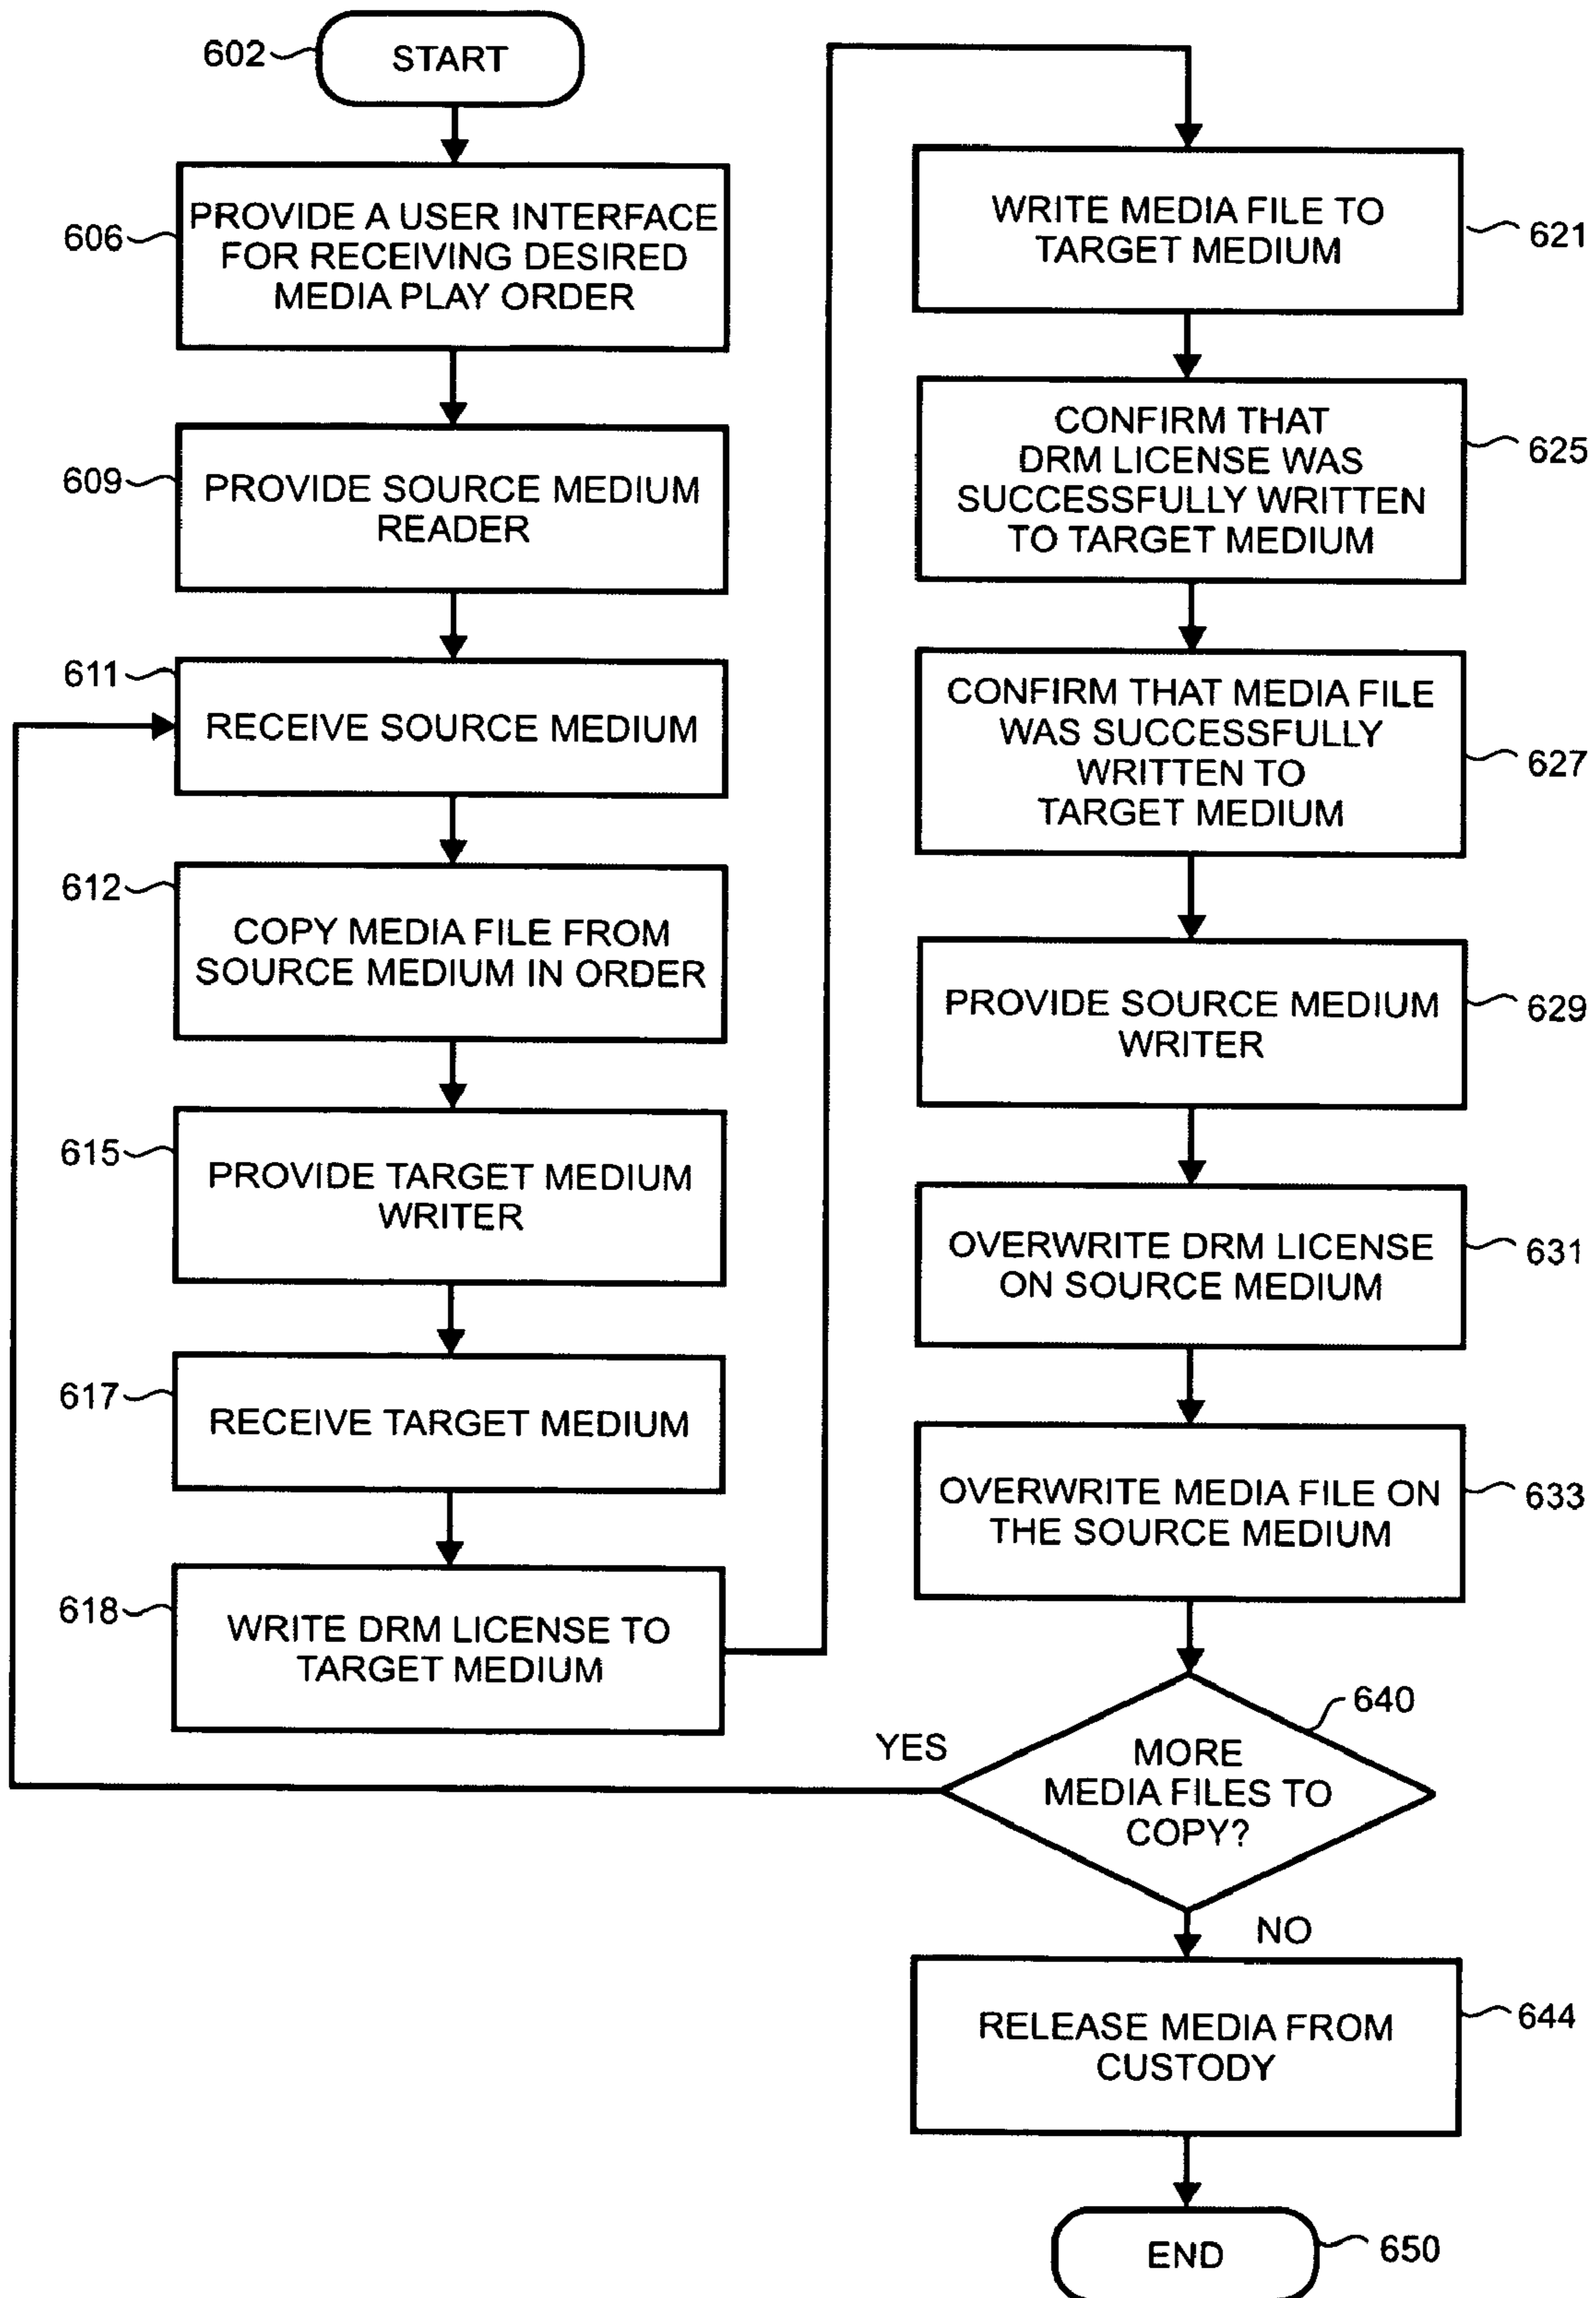 602
START
606
PROVIDE A USER INTERFACE
FOR RECEIVING DESIRED
MEDIA PLAY ORDER
609
PROVIDE SOURCE MEDIUM
READER
611
RECEIVE SOURCE MEDIUM
612
COPY MEDIA FILE FROM
SOURCE MEDIUM IN ORDER
615
PROVIDE TARGET MEDIUM
WRITER
617
RECEIVE TARGET MEDIUM
618
WRITE DRM LICENSE TO
TARGET MEDIUM
WRITE MEDIA FILE TO
TARGET MEDIUM
621
CONFIRM THAT
DRM LICENSE WAS
SUCCESSFULLY WRITTEN
TO TARGET MEDIUM
625
CONFIRM THAT MEDIA FILE
WAS SUCCESSFULLY
WRITTEN TO
TARGET MEDIUM
627
PROVIDE SOURCE MEDIUM
WRITER
629
OVERWRITE DRM LICENSE
ON SOURCE MEDIUM
631
OVERWRITE MEDIA FILE ON
THE SOURCE MEDIUM
633
640
MORE
MEDIA FILES TO
COPY?
YES
NO
RELEASE MEDIA FROM
CUSTODY
644
END
650